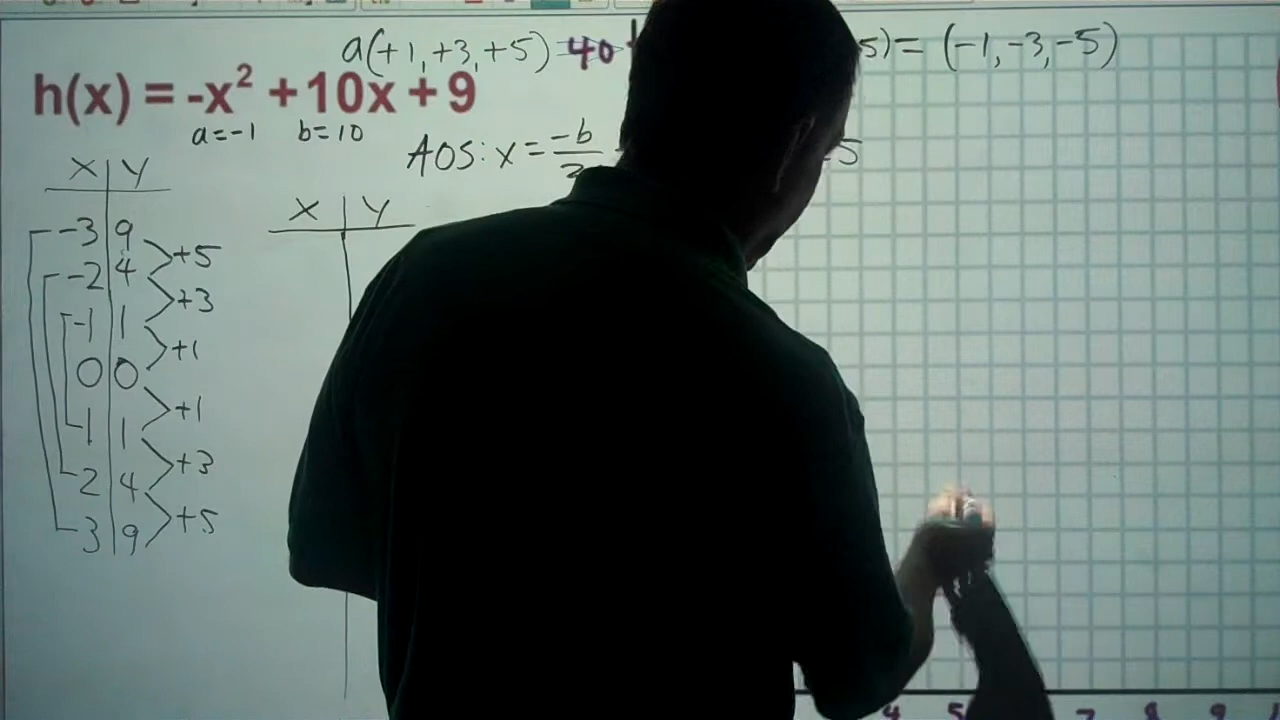 a(+1,+3,+5) 40 5) = (-1,-3,-5)
h(x) = -x² + 10x + 9
a=-1 b=10
AOS: x = -b/2 5
X Y
-3 9
-2 4
-1 1
0 0
1 1
2 4
3 9
+5
+3
+1
+1
+3
+5
X Y
4 5 7 8 9